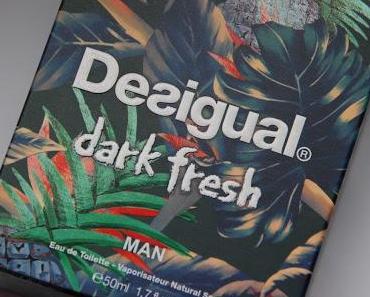 Desigual®
dark fresh
MAN
Eau de Toilette - Vaporisateur Natural
℮50ml 1.7